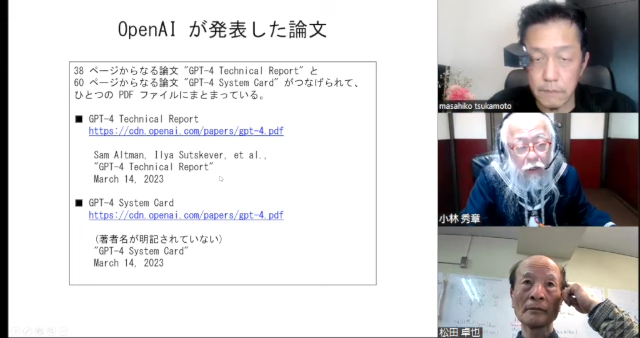 OpenAI が発表した論文
38 ページからなる論文 "GPT-4 Technical Report" と
60 ページからなる論文 "GPT-4 System Card" がつなげられて、
ひとつの PDF ファイルにまとまっている。
■ GPT-4 Technical Report
https://cdn.openai.com/papers/gpt-4.pdf
Sam Altman, Ilya Sutskever, et al.,
"GPT-4 Technical Report"
March 14, 2023
■ GPT-4 System Card
https://cdn.openai.com/papers/gpt-4.pdf
(著者名が明記されていない)
"GPT-4 System Card"
March 14, 2023
masahiko tsukamoto
小林 秀章
松田 卓也